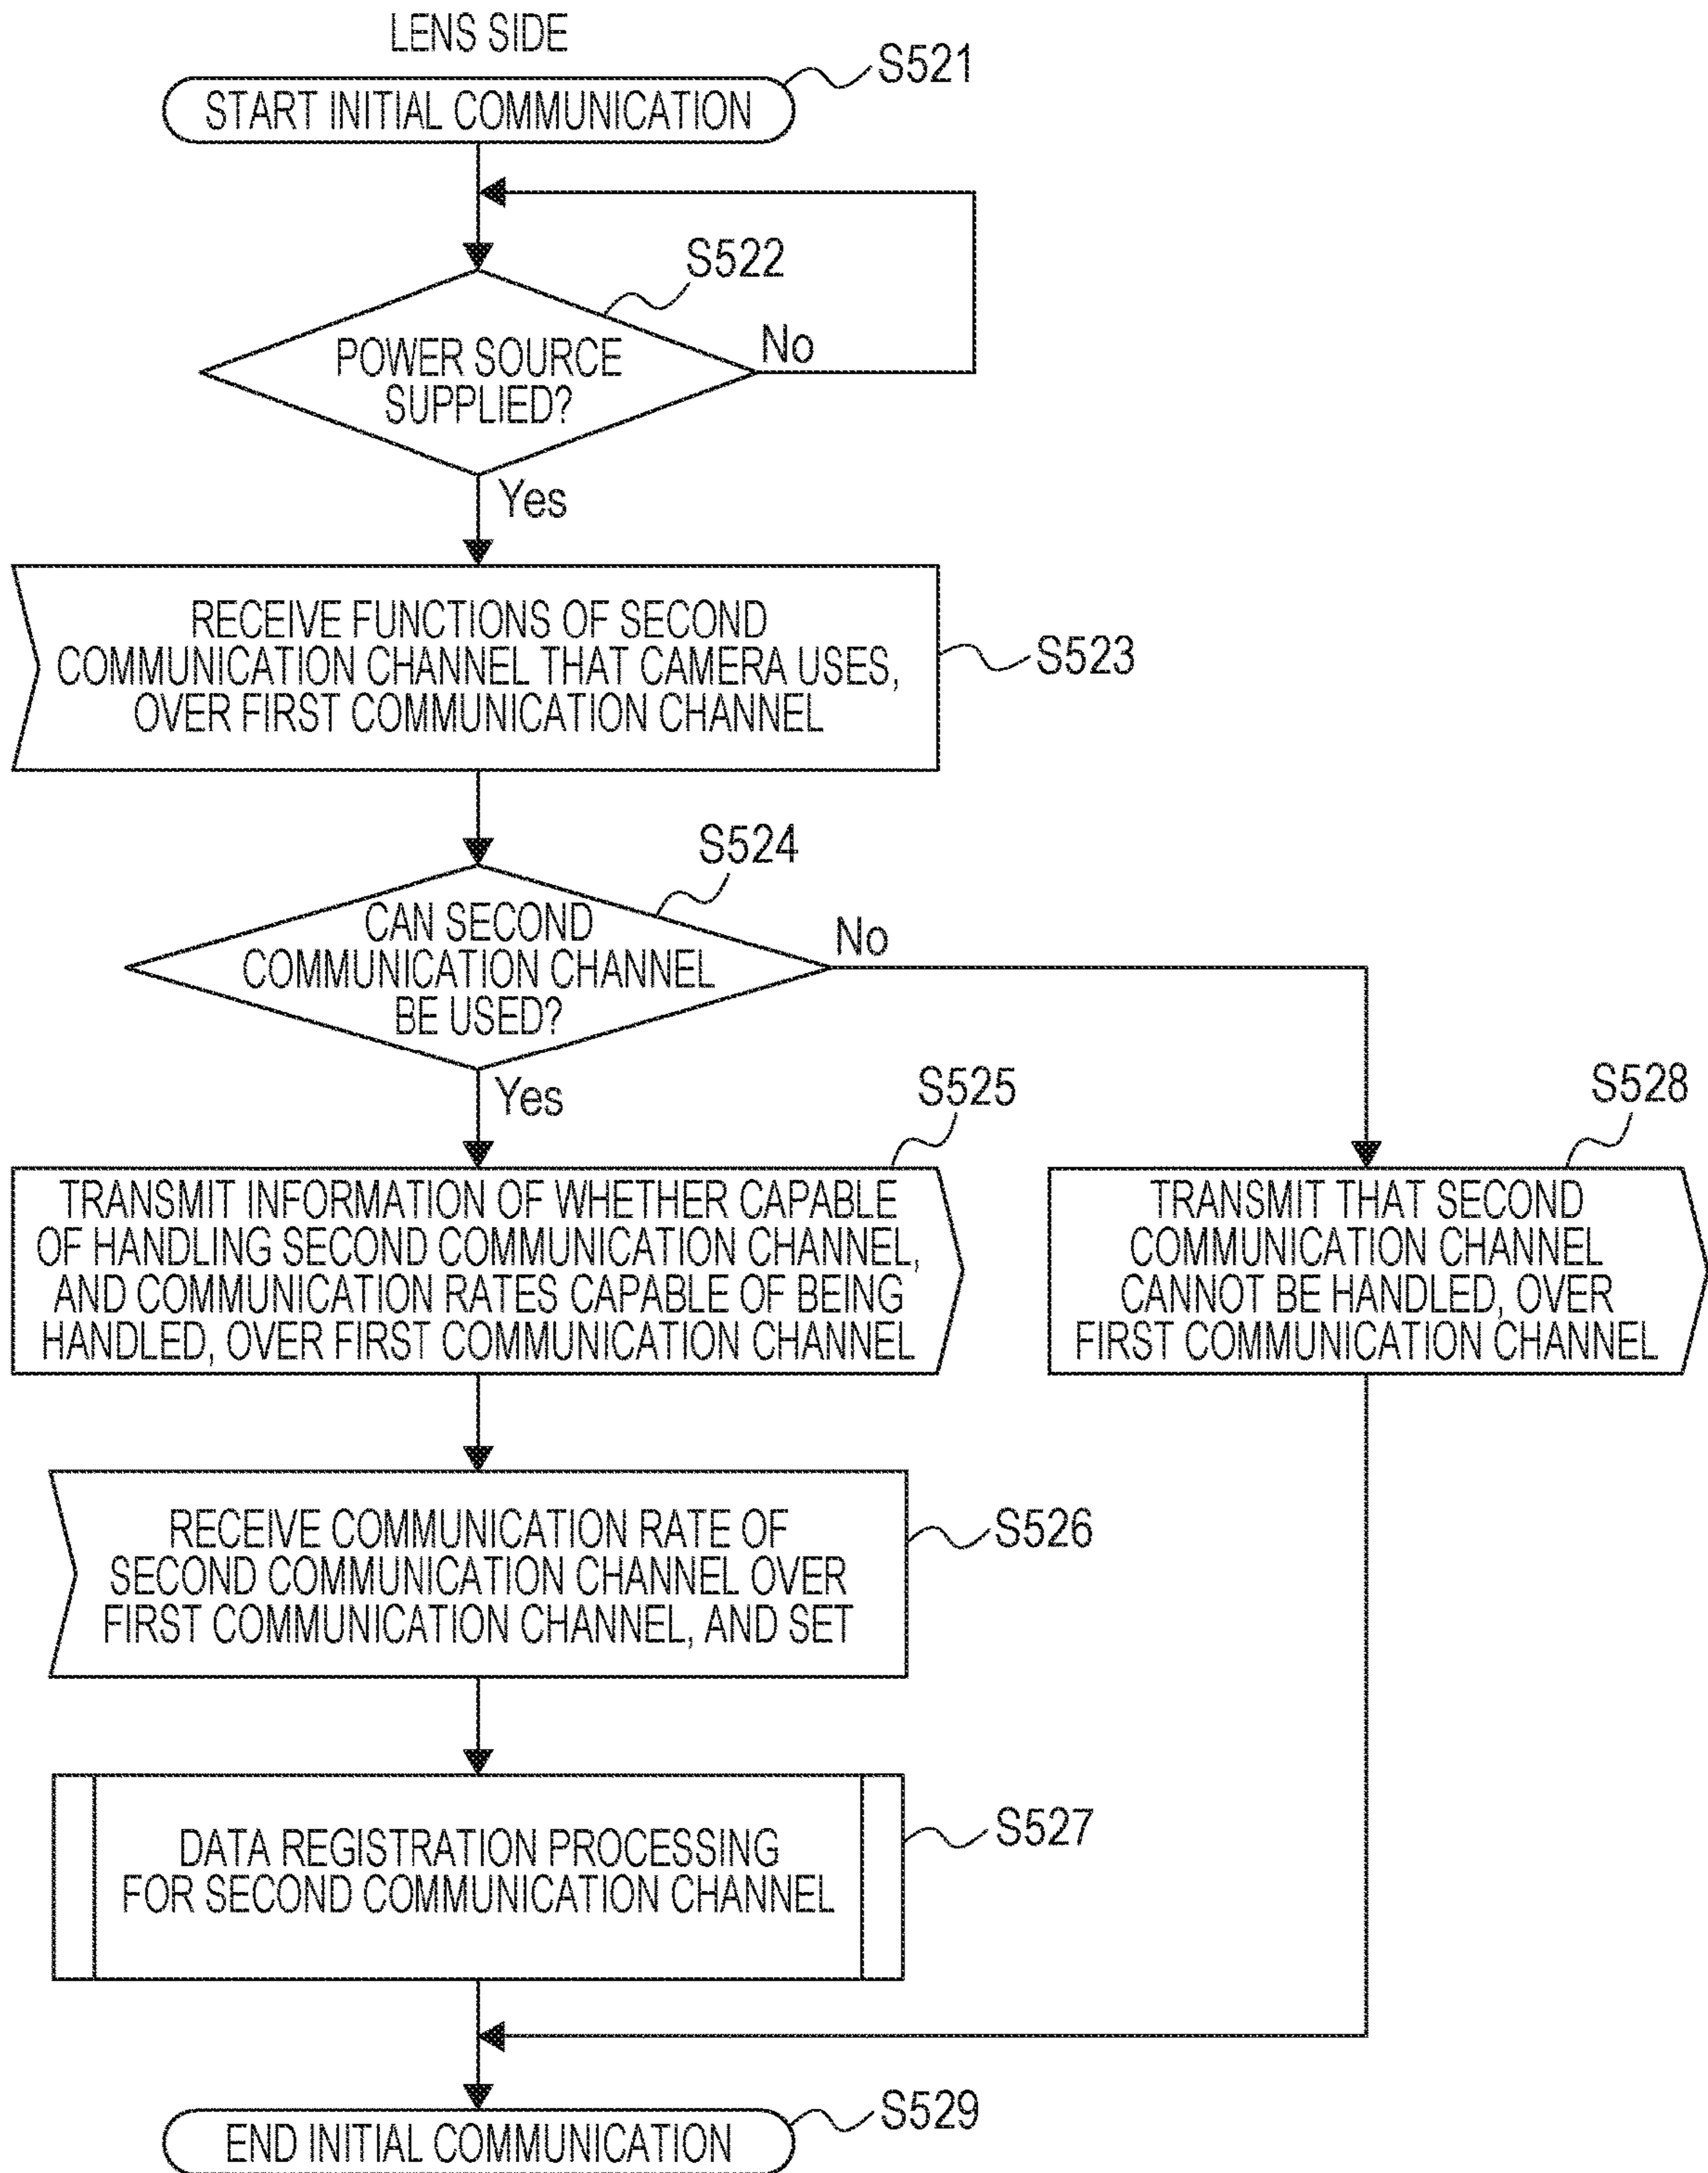 LENS SIDE
S521
START INITIAL COMMUNICATION
S522
POWER SOURCE
SUPPLIED?
No
Yes
RECEIVE FUNCTIONS OF SECOND
COMMUNICATION CHANNEL THAT CAMERA USES,
OVER FIRST COMMUNICATION CHANNEL
S523
S524
CAN SECOND
COMMUNICATION CHANNEL
BE USED?
No
Yes
S525
TRANSMIT INFORMATION OF WHETHER CAPABLE
OF HANDLING SECOND COMMUNICATION CHANNEL,
AND COMMUNICATION RATES CAPABLE OF BEING
HANDLED, OVER FIRST COMMUNICATION CHANNEL
S528
TRANSMIT THAT SECOND
COMMUNICATION CHANNEL
CANNOT BE HANDLED, OVER
FIRST COMMUNICATION CHANNEL
RECEIVE COMMUNICATION RATE OF
SECOND COMMUNICATION CHANNEL OVER
FIRST COMMUNICATION CHANNEL, AND SET
S526
DATA REGISTRATION PROCESSING
FOR SECOND COMMUNICATION CHANNEL
S527
S529
END INITIAL COMMUNICATION